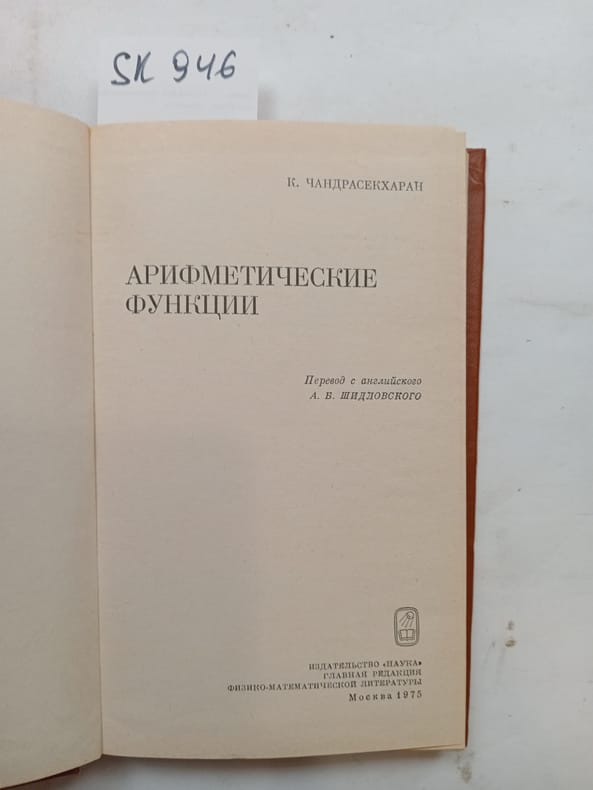 SK 946
К. ЧАНДРАСЕКХАРАН
АРИФМЕТИЧЕСКИЕ
ФУНКЦИИ
Перевод с английского
А. Б. ШИДЛОВСКОГО
ИЗДАТЕЛЬСТВО «НАУКА»
ГЛАВНАЯ РЕДАКЦИЯ
ФИЗИКО-МАТЕМАТИЧЕСКОЙ ЛИТЕРАТУРЫ
Москва 1975